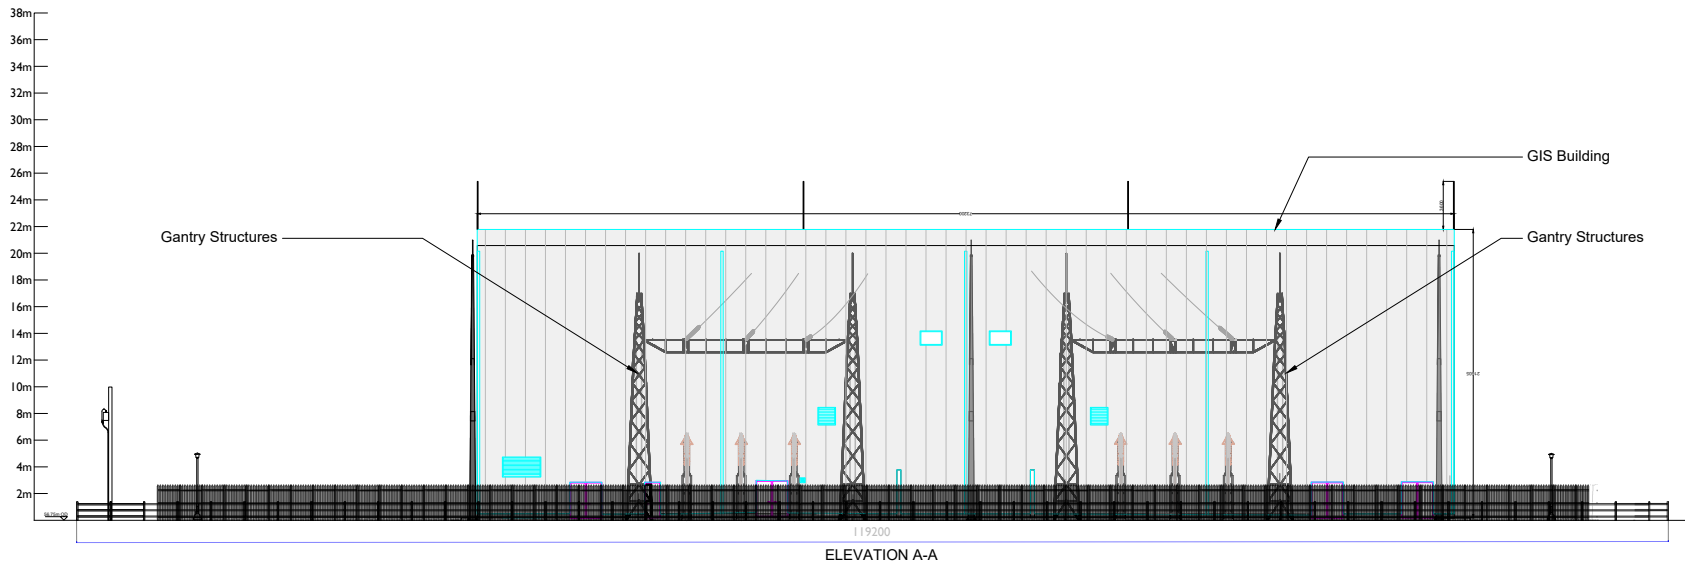 38m
36m
34m
32m
30m
28m
26m
24m
22m
20m
18m
16m
14m
12m
10m
8m
6m
4m
2m
GIS Building
Gantry Structures
Gantry Structures
119200
ELEVATION A-A